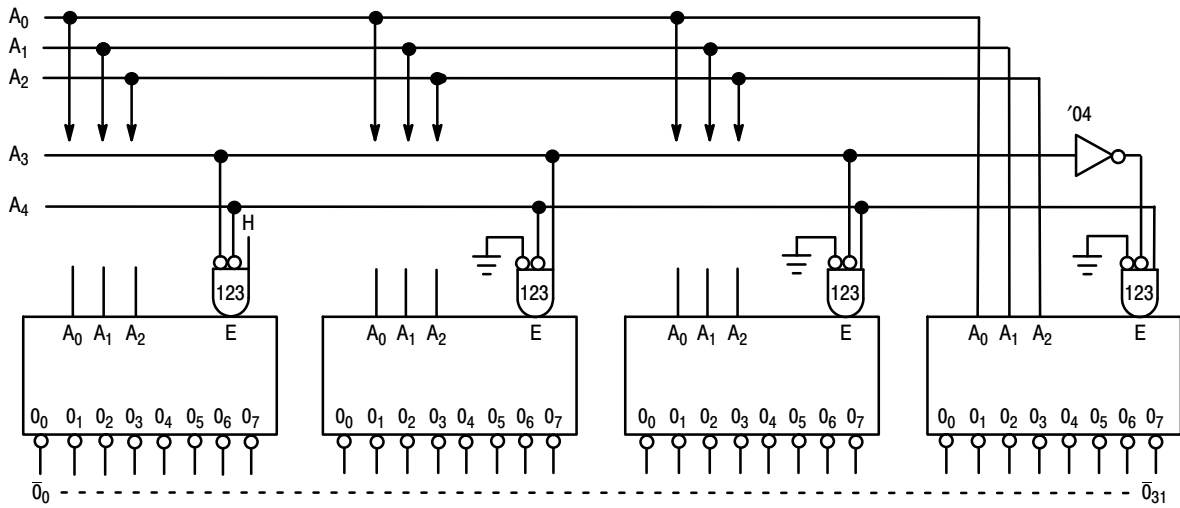 A₀
A₁
A₂
′04
A₃
A₄
H
123 123 123 123
A₀ A₁ A₂ E A₀ A₁ A₂ E A₀ A₁ A₂ E A₀ A₁ A₂ E
0₀ 0₁ 0₂ 0₃ 0₄ 0₅ 0₆ 0₇ 0₀ 0₁ 0₂ 0₃ 0₄ 0₅ 0₆ 0₇ 0₀ 0₁ 0₂ 0₃ 0₄ 0₅ 0₆ 0₇ 0₀ 0₁ 0₂ 0₃ 0₄ 0₅ 0₆ 0₇
0̅₀ 0̅₃₁